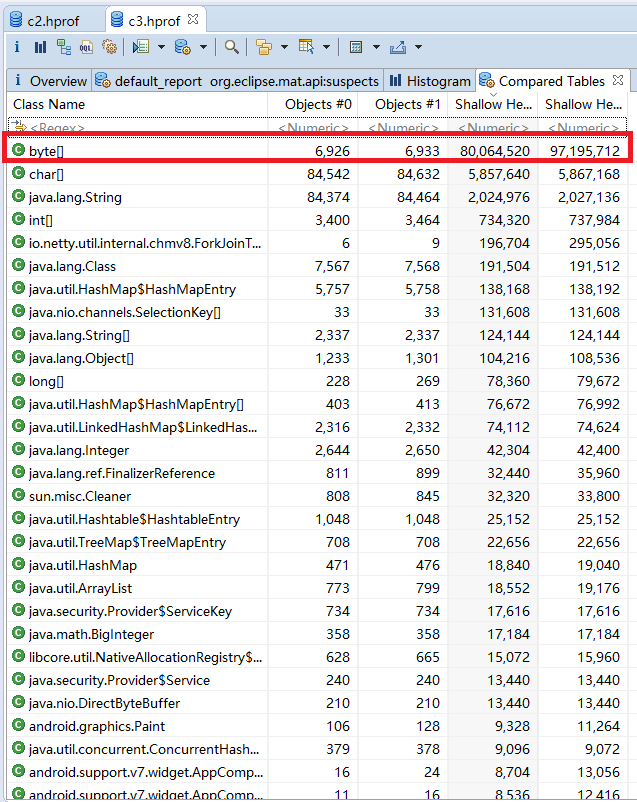 c2.hprof c3.hprof
i OQL
i Overview default_report org.eclipse.mat.api:suspects Histogram Compared Tables
Class Name Objects #0 Objects #1 Shallow He... Shallow He...
<Regex> <Numeric> <Numeric> <Numeric> <Numeric>
byte[] 6,926 6,933 80,064,520 97,195,712
char[] 84,542 84,632 5,857,640 5,867,168
java.lang.String 84,374 84,464 2,024,976 2,027,136
int[] 3,400 3,464 734,320 737,984
io.netty.util.internal.chmv8.ForkJoinT... 6 9 196,704 295,056
java.lang.Class 7,567 7,568 191,504 191,512
java.util.HashMap$HashMapEntry 5,757 5,758 138,168 138,192
java.nio.channels.SelectionKey[] 33 33 131,608 131,608
java.lang.String[] 2,337 2,337 124,144 124,144
java.lang.Object[] 1,233 1,301 104,216 108,536
long[] 228 269 78,360 79,672
java.util.HashMap$HashMapEntry[] 403 413 76,672 76,992
java.util.LinkedHashMap$LinkedHas... 2,316 2,332 74,112 74,624
java.lang.Integer 2,644 2,650 42,304 42,400
java.lang.ref.FinalizerReference 811 899 32,440 35,960
sun.misc.Cleaner 808 845 32,320 33,800
java.util.Hashtable$HashtableEntry 1,048 1,048 25,152 25,152
java.util.TreeMap$TreeMapEntry 708 708 22,656 22,656
java.util.HashMap 471 476 18,840 19,040
java.util.ArrayList 773 799 18,552 19,176
java.security.Provider$ServiceKey 734 734 17,616 17,616
java.math.BigInteger 358 358 17,184 17,184
libcore.util.NativeAllocationRegistry$... 628 665 15,072 15,960
java.security.Provider$Service 240 240 13,440 13,440
java.nio.DirectByteBuffer 210 210 13,440 13,440
android.graphics.Paint 106 128 9,328 11,264
java.util.concurrent.ConcurrentHash... 379 378 9,096 9,072
android.support.v7.widget.AppComp... 16 24 8,704 13,056
android.support.v7.widget.AppComp... 11 16 8,536 12,416